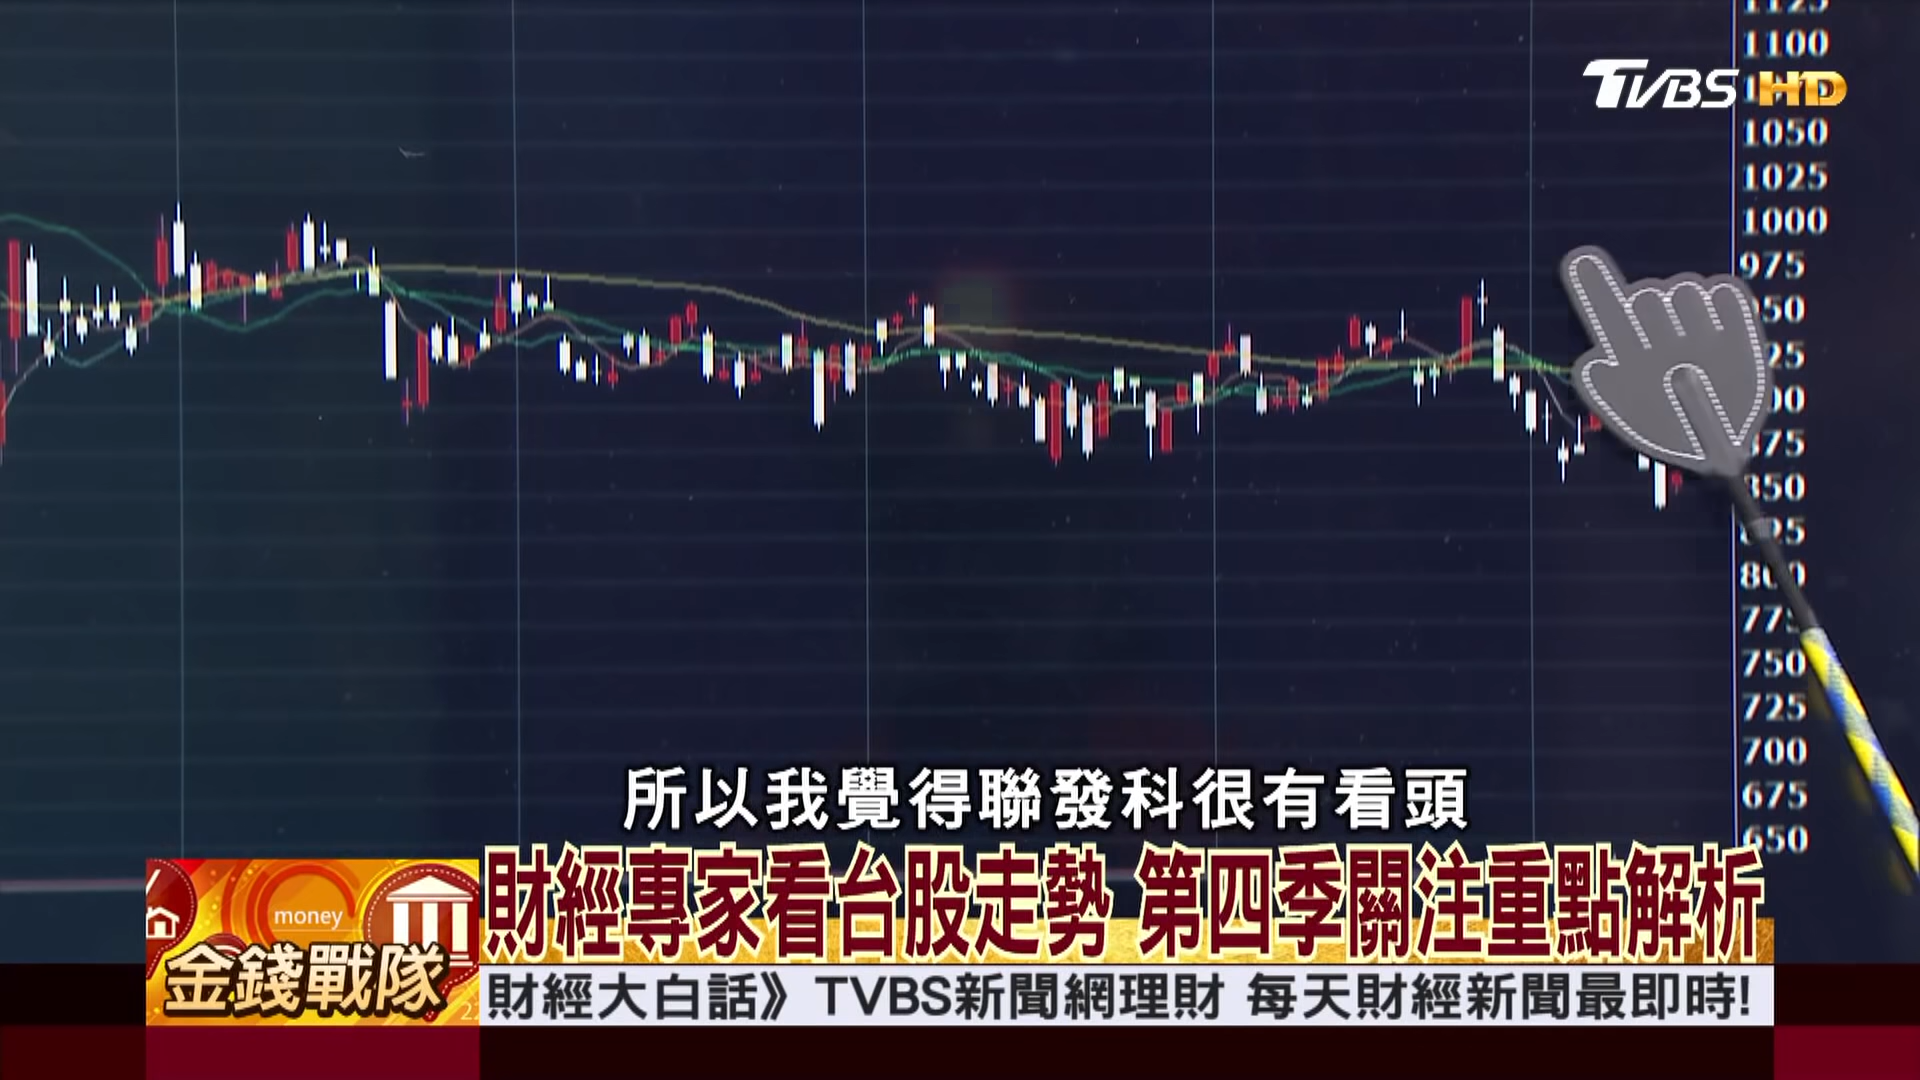 1125
1100
TVBS HD
1050
1025
1000
975
850
800
750
725
700
675
650
所以我覺得聯發科很有看頭
財經專家看台股走勢 第四季關注重點解析
money
金錢戰隊
財經大白話》TVBS新聞網理財 每天財經新聞最即時!